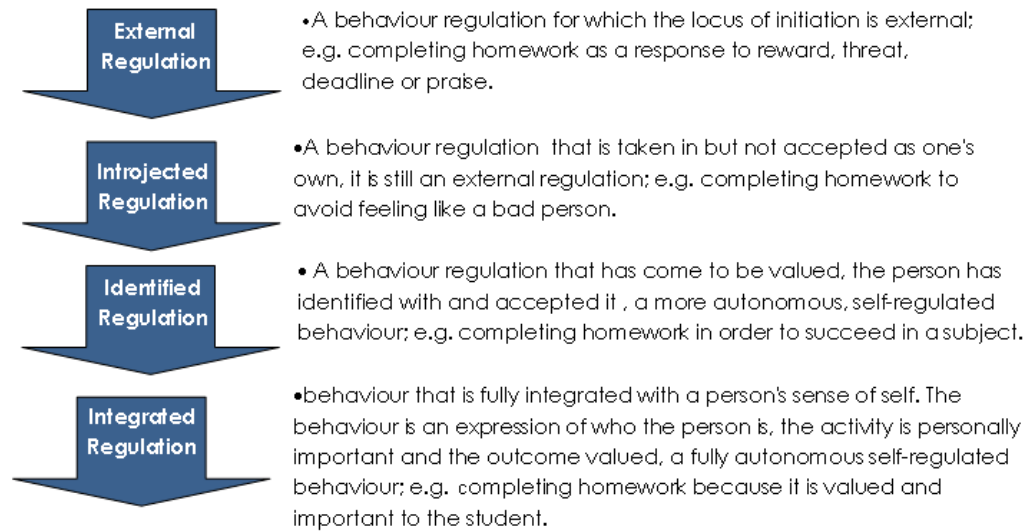 External
Regulation
•A behaviour regulation for which the locus of initiation is external;
e.g. completing homework as a response to reward, threat,
deadline or praise.
Introjected
Regulation
•A behaviour regulation that is taken in but not accepted as one's
own, it is still an external regulation; e.g. completing homework to
avoid feeling like a bad person.
Identified
Regulation
• A behaviour regulation that has come to be valued, the person has
identified with and accepted it , a more autonomous, self-regulated
behaviour; e.g. completing homework in order to succeed in a subject.
Integrated
Regulation
•behaviour that is fully integrated with a person's sense of self. The
behaviour is an expression of who the person is, the activity is personally
important and the outcome valued, a fully autonomous self-regulated
behaviour; e.g. completing homework because it is valued and
important to the student.